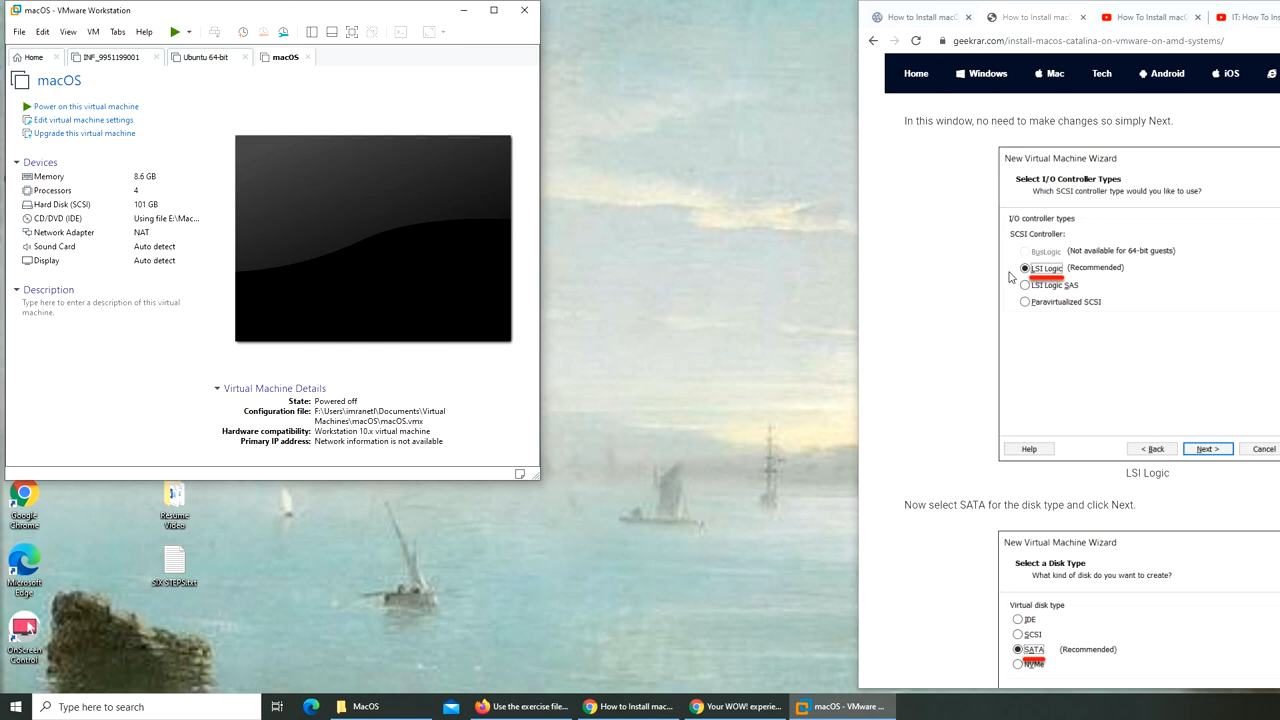 macOS - VMware Workstation
File Edit View VM Tabs Help
Home
INF_9951199001
Ubuntu 64-bit
macOS
macOS
Power on this virtual machine
Edit virtual machine settings
Upgrade this virtual machine
Devices
Memory 8.6 GB
Processors 4
Hard Disk (SCSI) 101 GB
CD/DVD (IDE) Using file E:\Mac...
Network Adapter NAT
Sound Card Auto detect
Display Auto detect
Description
Type here to enter a description of this virtual
machine.
Virtual Machine Details
State: Powered off
Configuration file: F:\Users\imranetl\Documents\Virtual
Machines\macOS\macOS.vmx
Hardware compatibility: Workstation 10.x virtual machine
Primary IP address: Network information is not available
How to Install mac
How to Install mac
How To Install mac
IT: How To Ins
geekrar.com/install-macos-catalina-on-vmware-on-amd-systems/
Home Windows Mac Tech Android iOS
In this window, no need to make changes so simply Next.
New Virtual Machine Wizard
Select I/O Controller Types
Which SCSI controller type would you like to use?
I/O controller types
SCSI Controller:
BusLogic (Not available for 64-bit guests)
LSI Logic (Recommended)
LSI Logic SAS
Paravirtualized SCSI
Help < Back Next > Cancel
LSI Logic
Now select SATA for the disk type and click Next.
New Virtual Machine Wizard
Select a Disk Type
What kind of disk do you want to create?
Virtual disk type
IDE
SCSI
SATA (Recommended)
NVMe
Google
Chrome
Resume
Video
Microsoft
Edge
SIX STEPS.txt
OnScreen
Control
Type here to search
MacOS
Use the exercise file...
How to Install mac...
Your WOW! experie...
macOS - VMware ...